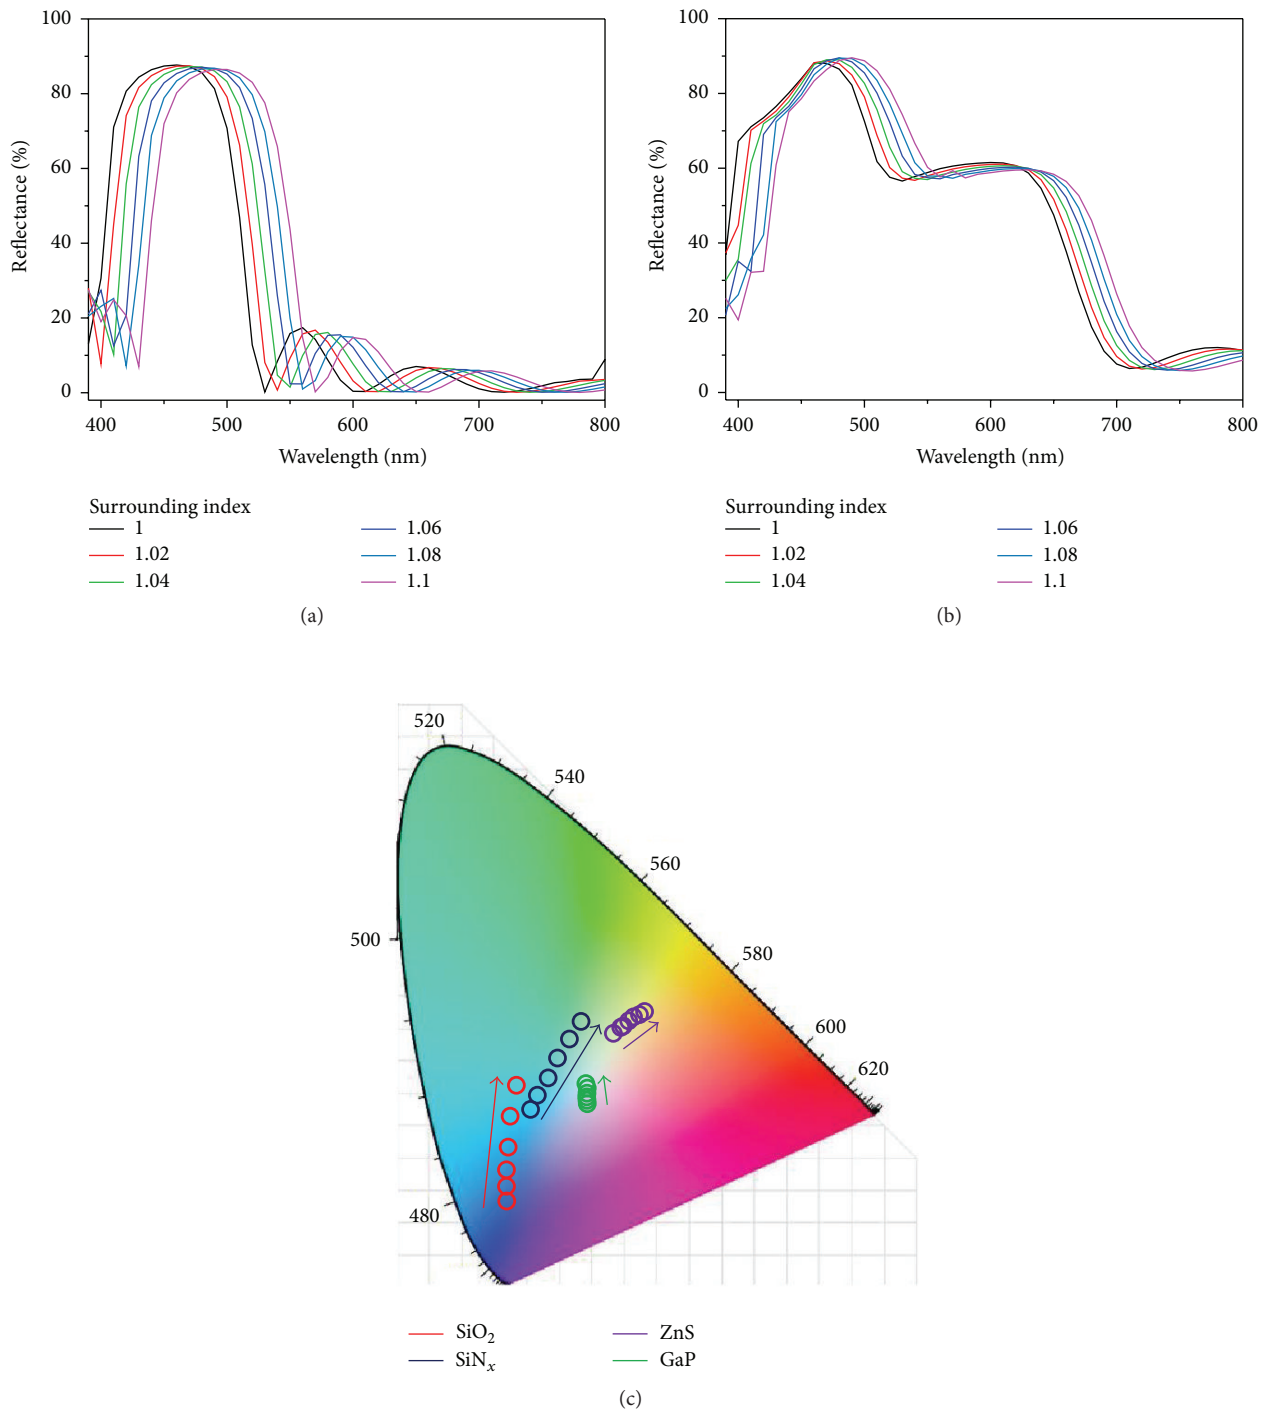 100
80
60
40
20
0
Reflectance (%)
400 500 600 700 800
Wavelength (nm)
Surrounding index
1
1.02
1.04
1.06
1.08
1.1
(a)
100
80
60
40
20
0
Reflectance (%)
400 500 600 700 800
Wavelength (nm)
Surrounding index
1
1.02
1.04
1.06
1.08
1.1
(b)
520
540
560
500
580
600
620
480
SiO₂
SiNₓ
ZnS
GaP
(c)